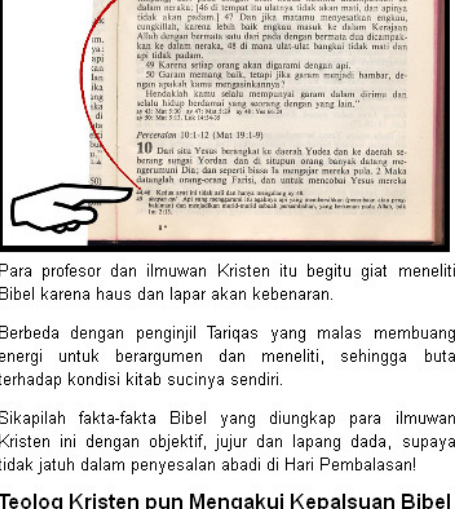 dalam neraka; [46 di tempat itu ulatnya tidak akan mati, dan apinya
tidak akan padam.] 47 Dan jika matamu menyesatkan engkau,
cungkillah, karena lebih baik engkau masuk ke dalam Kerajaan
Allah dengan bermata satu dari pada dengan bermata dua dicampak-
kan ke dalam neraka, 48 di mana ulat-ulat bangkai tidak mati dan
api tidak padam.
49 Karena setiap orang akan digarami dengan api.
50 Garam memang baik, tetapi jika garam menjadi hambar, de-
ngan apakah kamu mengasinkannya?
Hendaklah kamu selalu mempunyai garam dalam dirimu dan
selalu hidup berdamai yang seorang dengan yang lain."
Perceraian 10:1-12 (Mat 19:1-9)
10 Dari situ Yesus berangkat ke daerah Yudea dan ke daerah se-
berang sungai Yordan dan di situpun orang banyak datang me-
ngerumuni Dia; dan seperti biasa Ia mengajar mereka pula. 2 Maka
datanglah orang-orang Farisi, dan untuk mencobai Yesus mereka
Para profesor dan ilmuwan Kristen itu begitu giat meneliti
Bibel karena haus dan lapar akan kebenaran.
Berbeda dengan penginjil Tariqas yang malas membuang
energi untuk berargumen dan meneliti, sehingga buta
terhadap kondisi kitab sucinya sendiri.
Sikapilah fakta-fakta Bibel yang diungkap para ilmuwan
Kristen ini dengan objektif, jujur dan lapang dada, supaya
tidak jatuh dalam penyesalan abadi di Hari Pembalasan!
Teolog Kristen pun Mengakui Kepalsuan Bibel